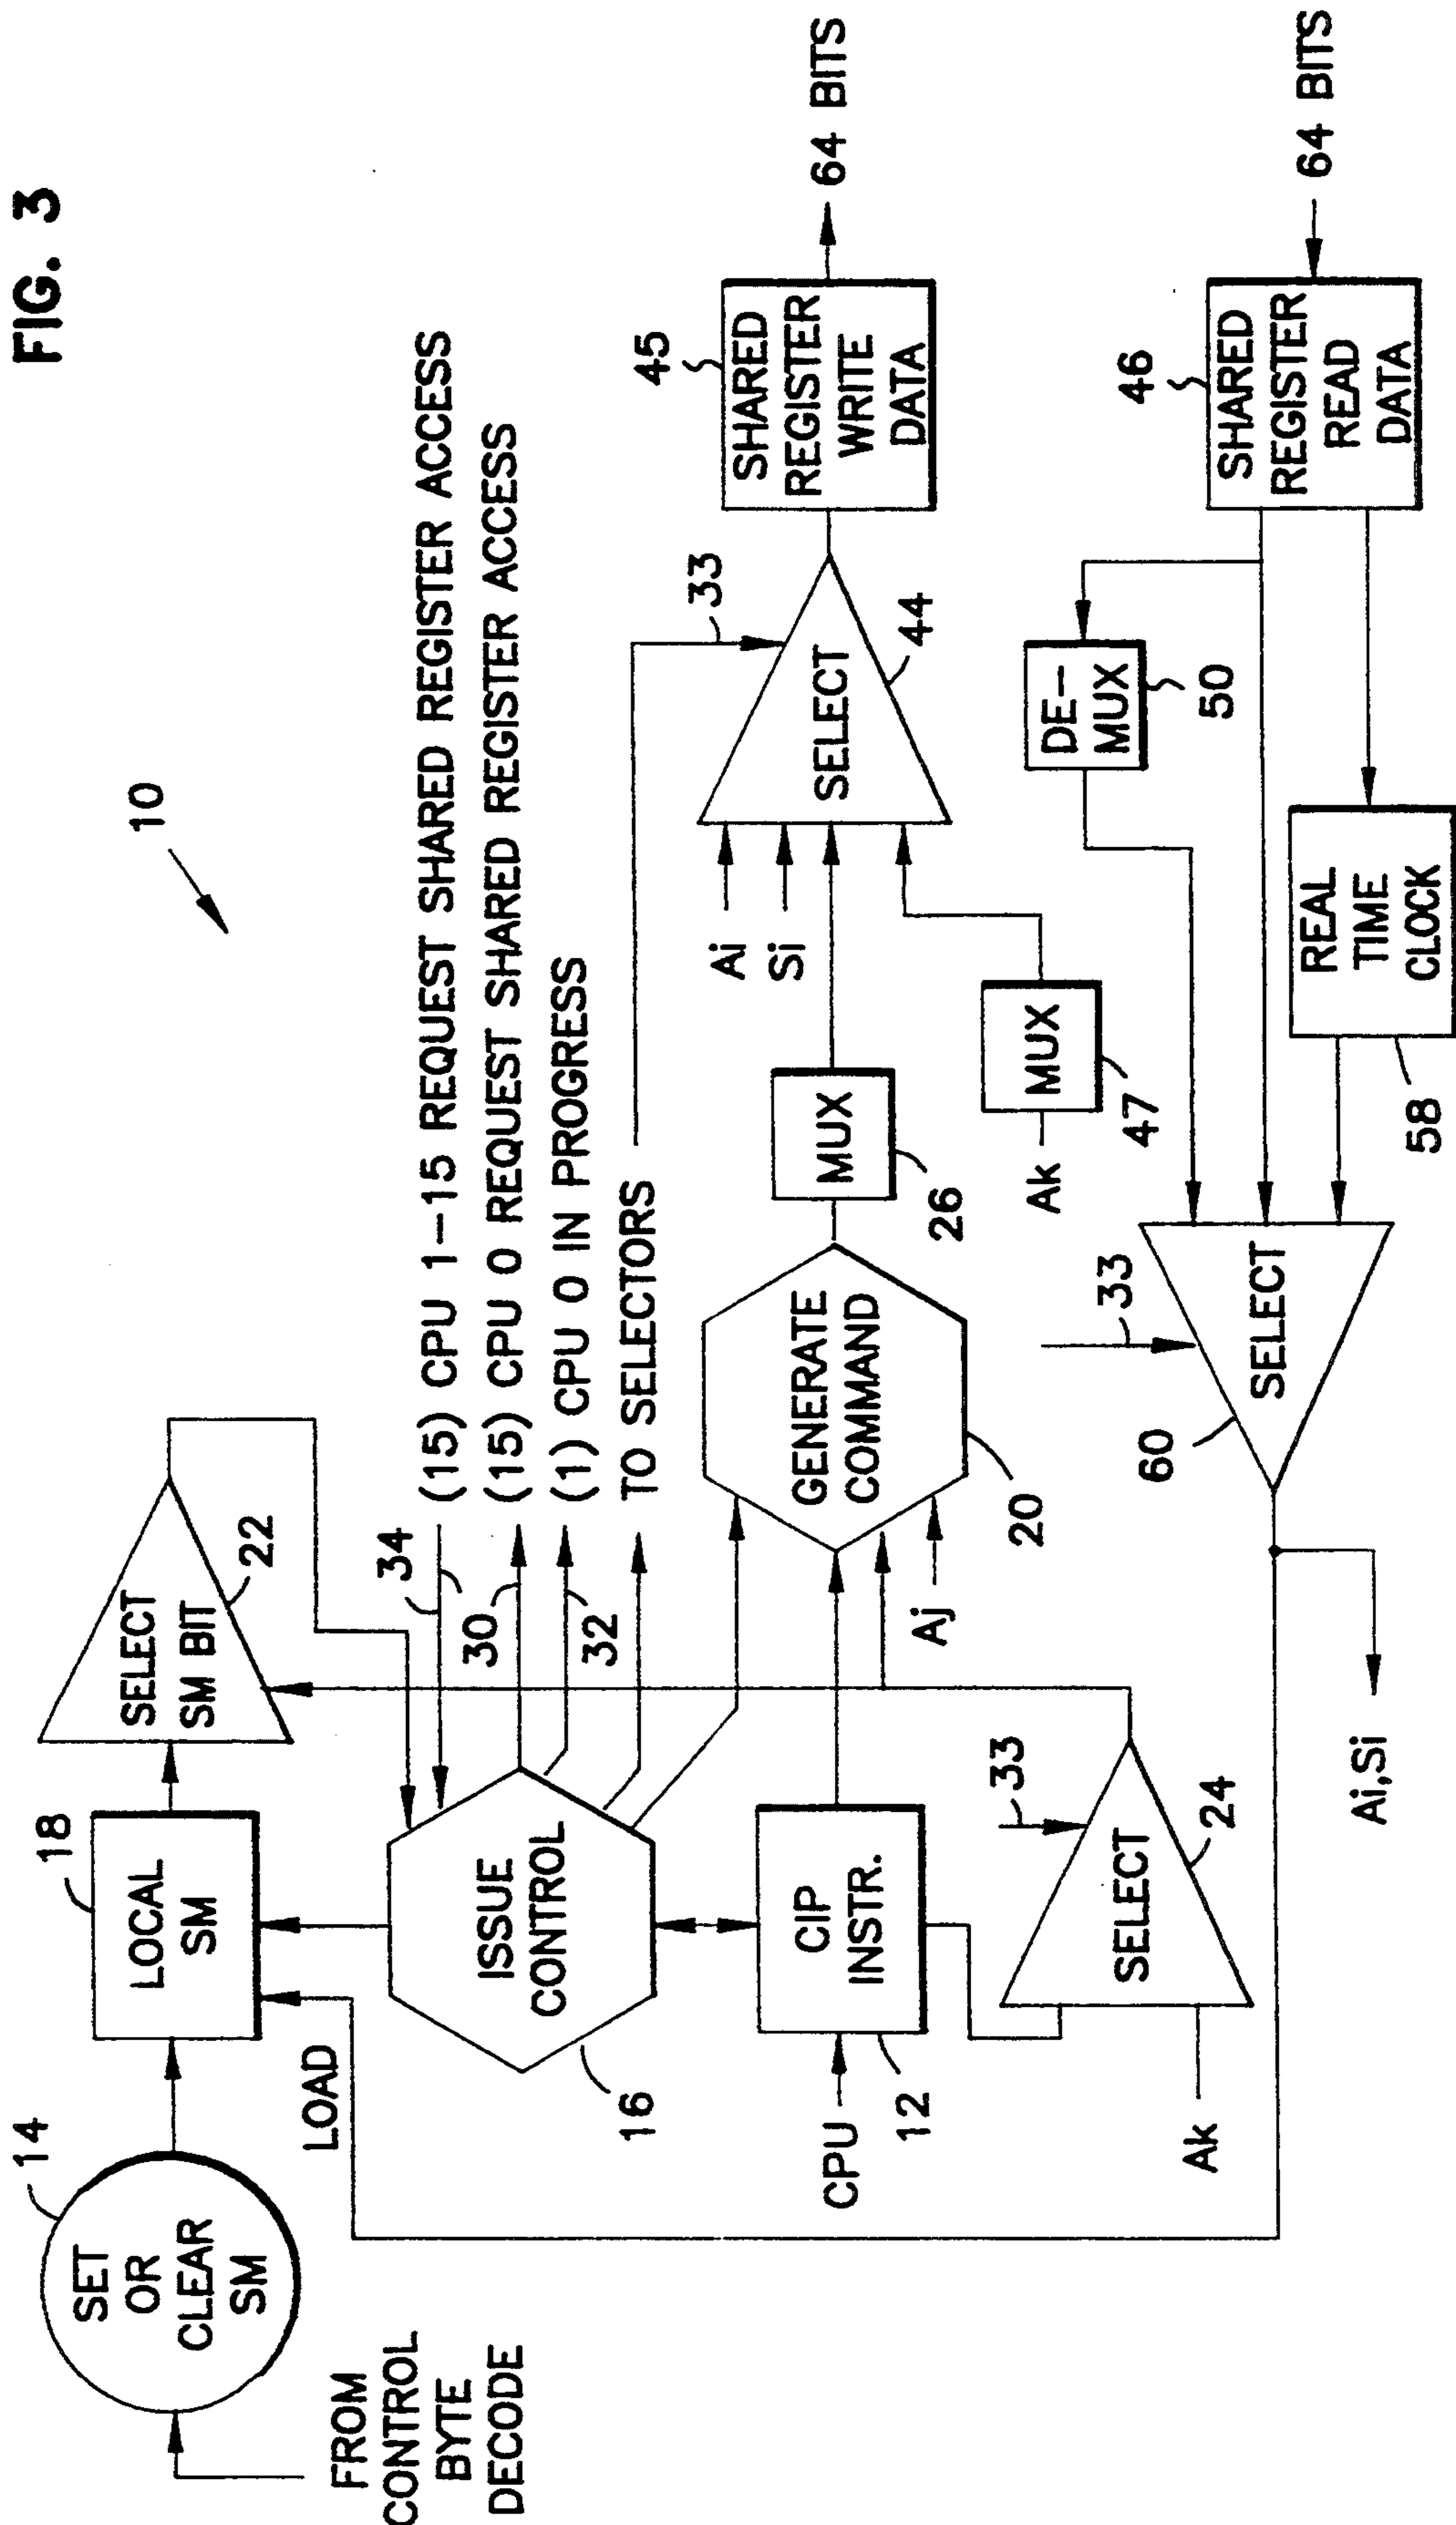 FIG. 3
10
14
SET
OR
CLEAR
SM
FROM
CONTROL
BYTE
DECODE
18
LOCAL
SM
LOAD
SELECT
SM BIT
22
34
(15) CPU 1—15 REQUEST SHARED REGISTER ACCESS
30
(15) CPU 0 REQUEST SHARED REGISTER ACCESS
32
(1) CPU 0 IN PROGRESS
TO SELECTORS
ISSUE
CONTROL
16
CPU
CIP
INSTR.
12
33
SELECT
24
Ak
GENERATE
COMMAND
20
Aj
MUX
26
Ai
Si
Ak
MUX
47
33
SELECT
44
45
SHARED
REGISTER
WRITE
DATA
64 BITS
46
SHARED
REGISTER
READ
DATA
64 BITS
DE—
MUX
50
REAL
TIME
CLOCK
58
33
SELECT
60
Ai,Si